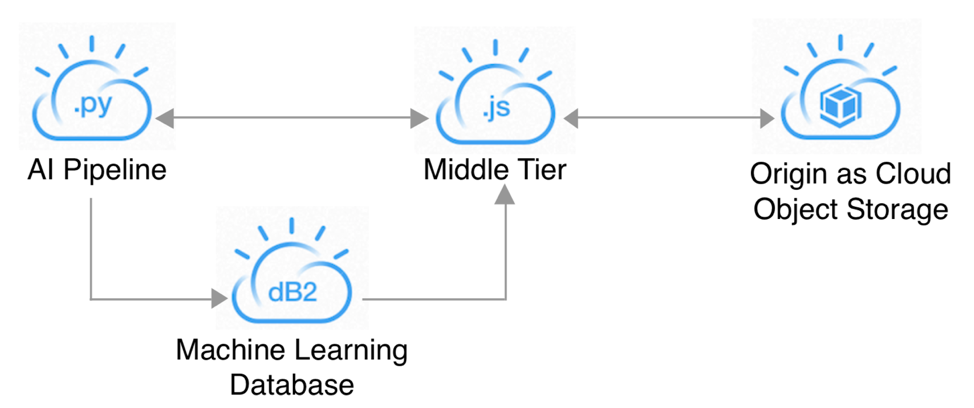 .py
.js
AI Pipeline
Middle Tier
Origin as Cloud
Object Storage
dB2
Machine Learning
Database